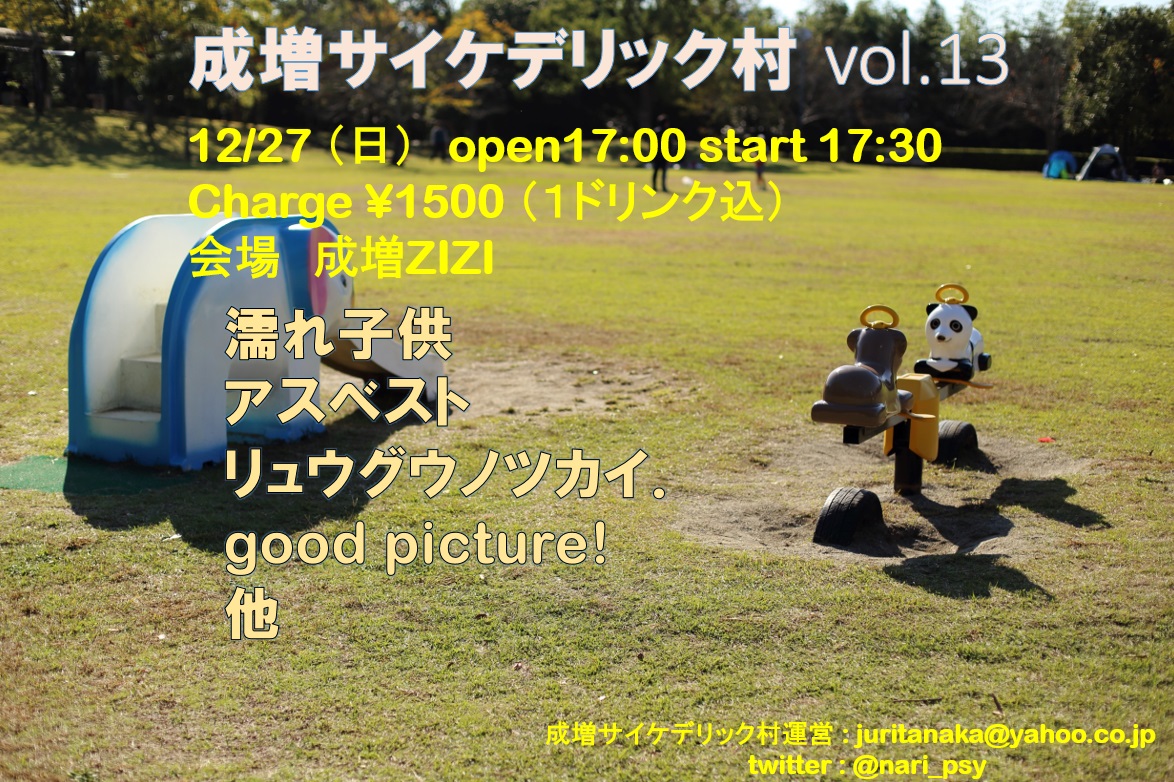 成増サイケデリック村 vol.13
12/27（日） open17:00 start 17:30
Charge ¥1500（1ドリンク込）
会場　成増ZIZI
濡れ子供
アスベスト
リュウグウノツカイ.
good picture!
他
成増サイケデリック村運営 : juritanaka@yahoo.co.jp
twitter : @nari_psy